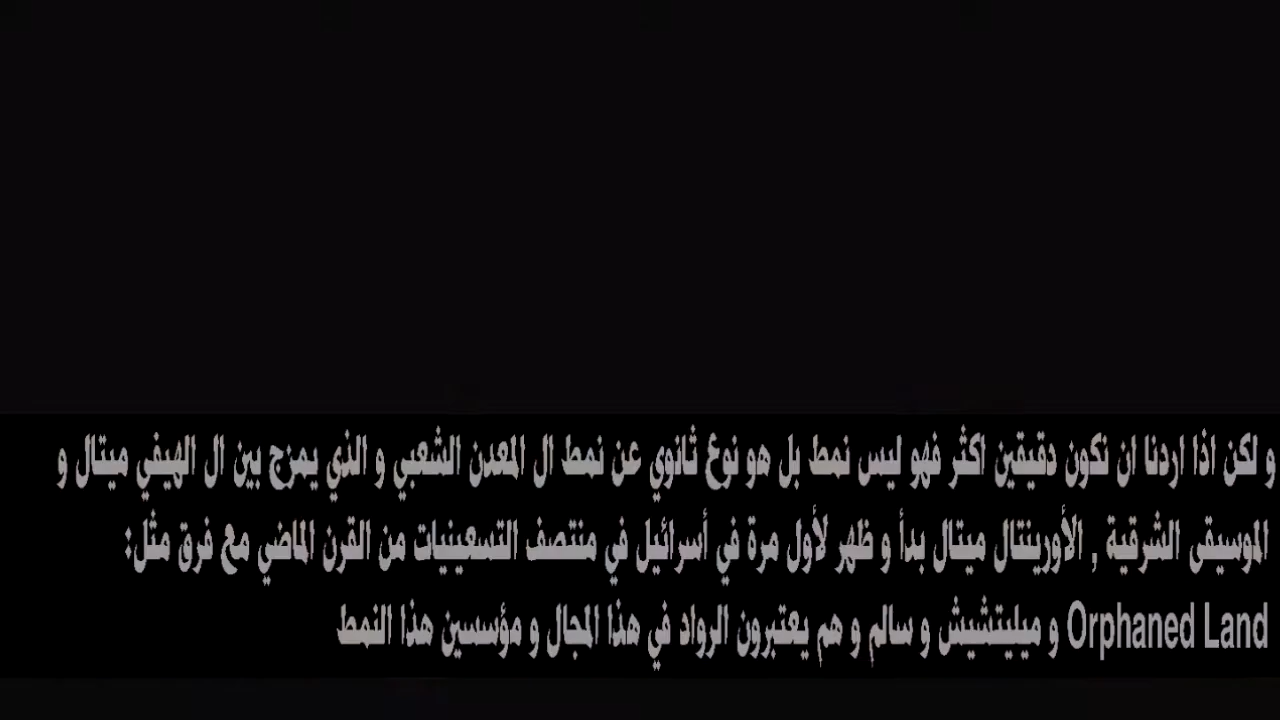 و لكن اذا اردنا ان نكون دقيقين اكثر فهو ليس نمط بل هو نوع ثانوي عن نمط ال المعدن الشعبي و الذي يمزج بين ال الهيفي ميتال و
الموسيقى الشرقية , الأورينتال ميتال بدأ و ظهر لأول مرة في أسرائيل في منتصف التسعينيات من القرن الماضي مع فرق مثل:
Orphaned Land و ميليتشيش و سالم و هم يعتبرون الرواد في هذا المجال و مؤسسين هذا النمط